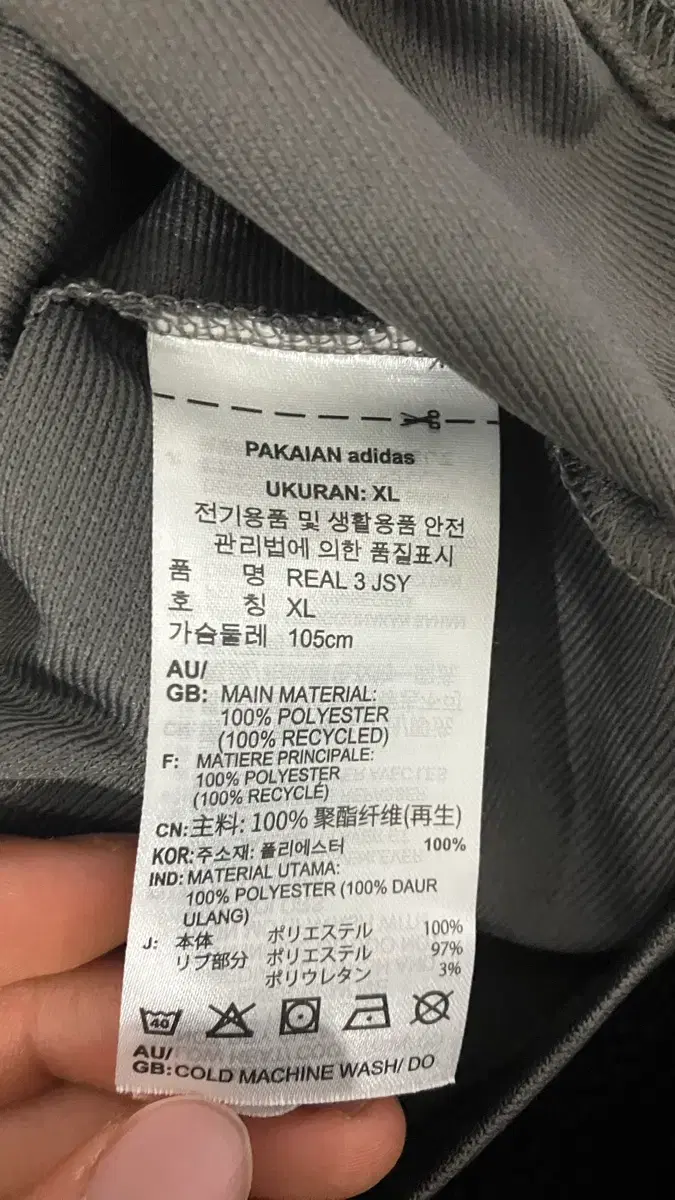 PAKAIAN adidas
UKURAN: XL
전기용품 및 생활용품 안전
관리법에 의한 품질표시
품 명 REAL 3 JSY
호 칭 XL
가슴둘레 105cm
AU/
GB: MAIN MATERIAL:
100% POLYESTER
(100% RECYCLED)
F: MATIERE PRINCIPALE:
100% POLYESTER
(100% RECYCLÉ)
CN:主料: 100% 聚酯纤维(再生)
KOR:주소재: 폴리에스터 100%
IND: MATERIAL UTAMA:
100% POLYESTER (100% DAUR
ULANG)
J: 本体 ポリエステル 100%
リブ部分 ポリエステル 97%
ポリウレタン 3%
40
AU/
GB:COLD MACHINE WASH/ DO